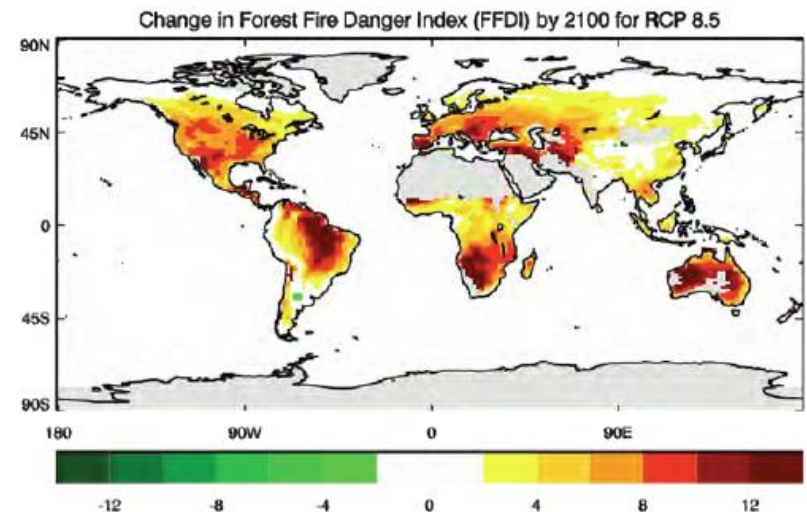 Change in Forest Fire Danger Index (FFDI) by 2100 for RCP 8.5
90N
45N
0
45S
90S
180 90W 0 90E
-12 -8 -4 0 4 8 12